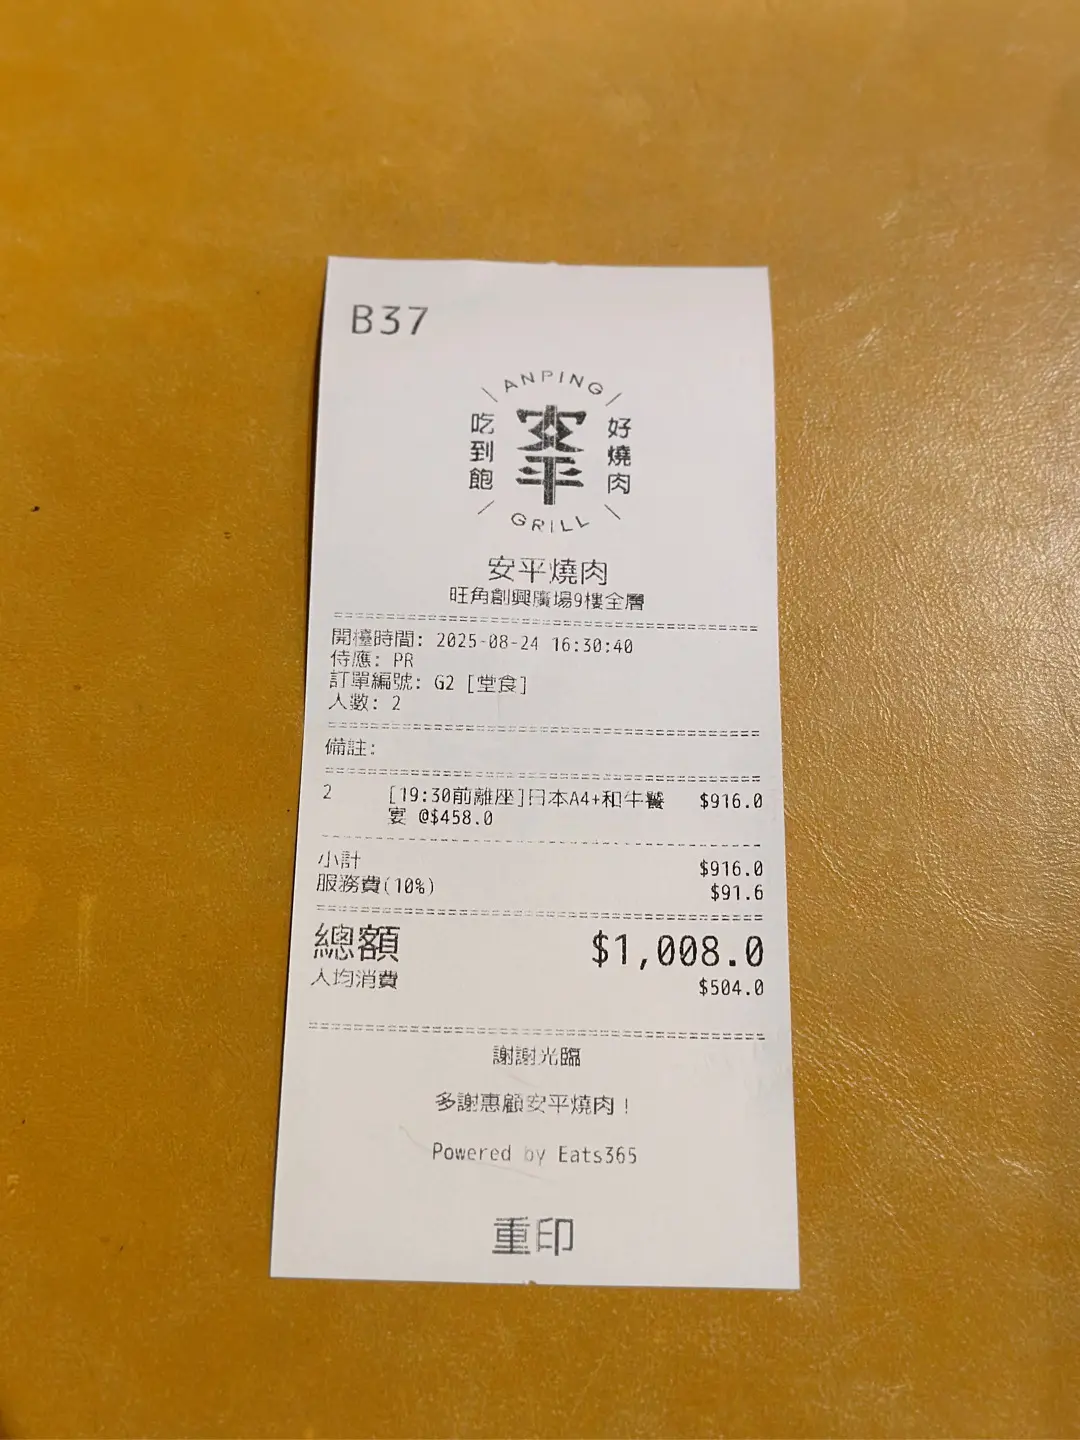 B37
ANPING
吃到飽
安平
好燒肉
GRILL
安平燒肉
旺角創興廣場9樓全層
開檯時間: 2025-08-24 16:30:40
侍應: PR
訂單編號: G2 [堂食]
人數: 2
備註:
2 [19:30前離座]日本A4+和牛饗 $916.0
宴 @$458.0
小計 $916.0
服務費(10%) $91.6
總額 $1,008.0
人均消費 $504.0
謝謝光臨
多謝惠顧安平燒肉!
Powered by Eats365
重印